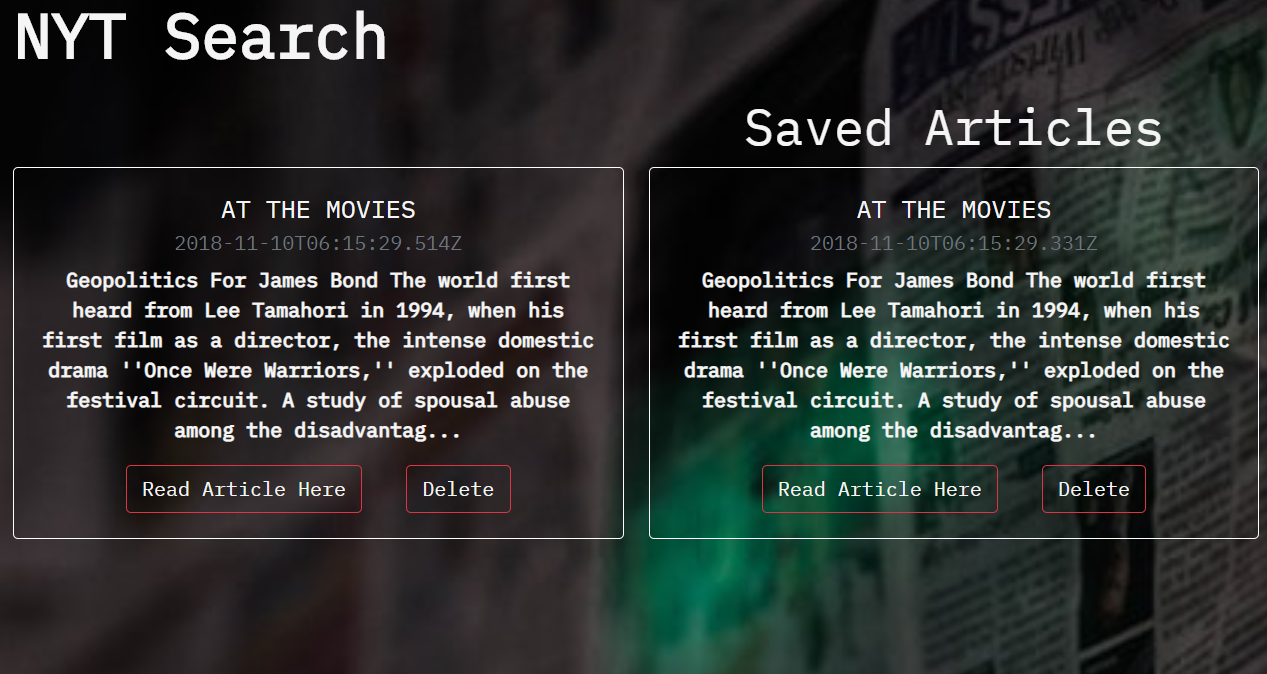 NYT Search
Saved Articles
AT THE MOVIES
2018-11-10T06:15:29.514Z
Geopolitics For James Bond The world first
heard from Lee Tamahori in 1994, when his
first film as a director, the intense domestic
drama ''Once Were Warriors,'' exploded on the
festival circuit. A study of spousal abuse
among the disadvantag...
Read Article Here
Delete
AT THE MOVIES
2018-11-10T06:15:29.331Z
Geopolitics For James Bond The world first
heard from Lee Tamahori in 1994, when his
first film as a director, the intense domestic
drama ''Once Were Warriors,'' exploded on the
festival circuit. A study of spousal abuse
among the disadvantag...
Read Article Here
Delete